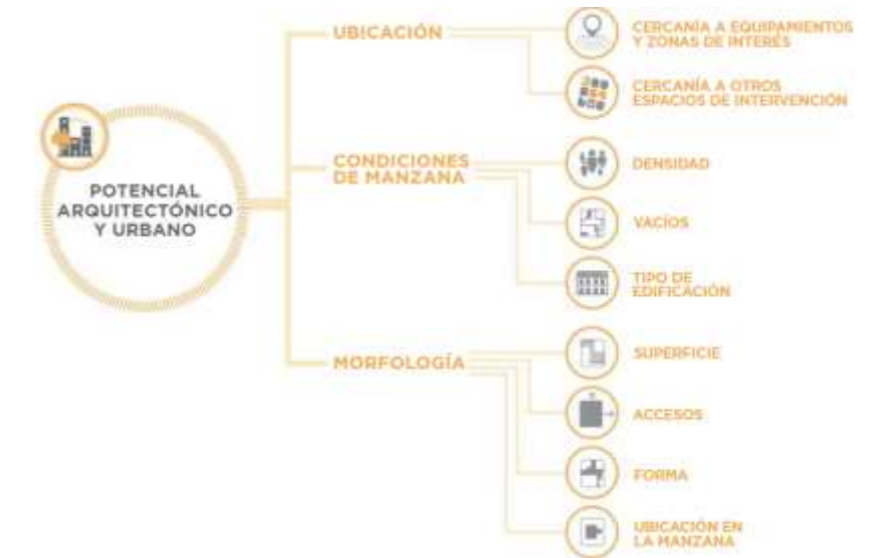 POTENCIAL
ARQUITECTÓNICO
Y URBANO
UBICACIÓN
CERCANÍA A EQUIPAMIENTOS
Y ZONAS DE INTERÉS
CERCANÍA A OTROS
ESPACIOS DE INTERVENCIÓN
CONDICIONES
DE MANZANA
DENSIDAD
VACÍOS
TIPO DE
EDIFICACIÓN
MORFOLOGÍA
SUPERFICIE
ACCESOS
FORMA
UBICACIÓN EN
LA MANZANA